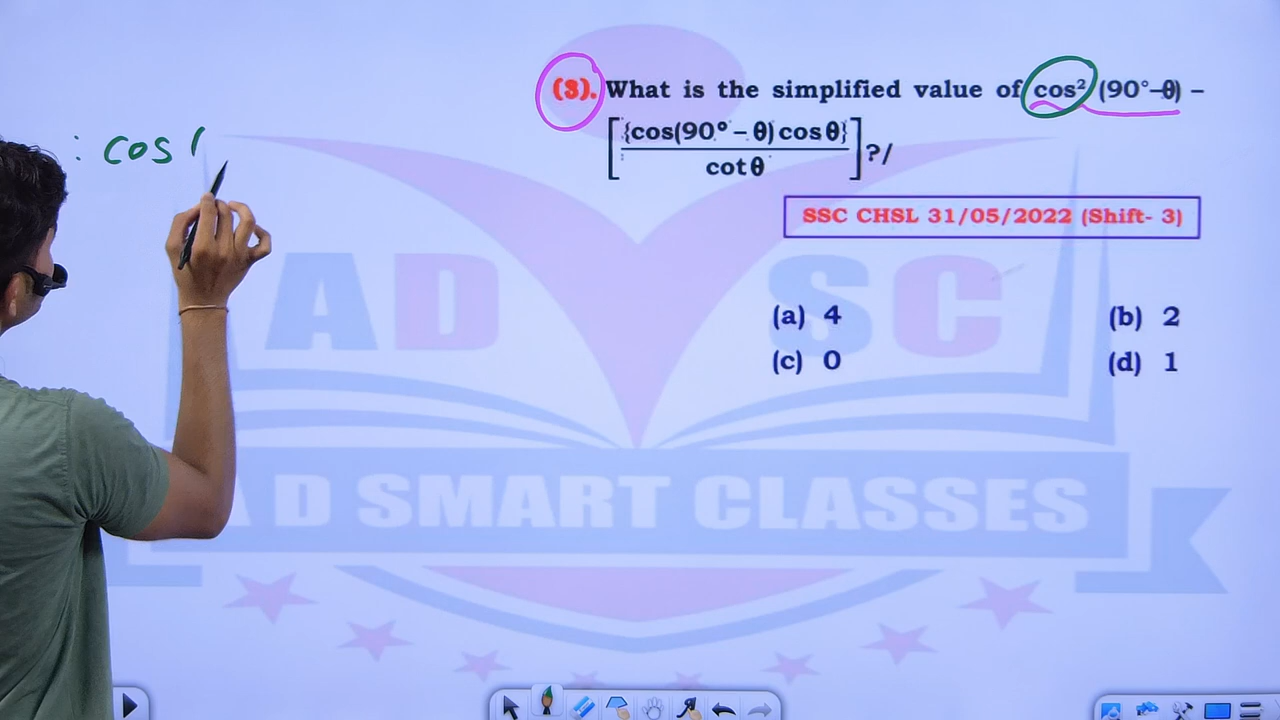 (3). What is the simplified value of cos² (90°–θ) –
[{cos(90° – θ) cos θ} / cot θ] ?/
SSC CHSL 31/05/2022 (Shift- 3)
: cos (
(a) 4
(b) 2
(c) 0
(d) 1
AD SC
A D SMART CLASSES